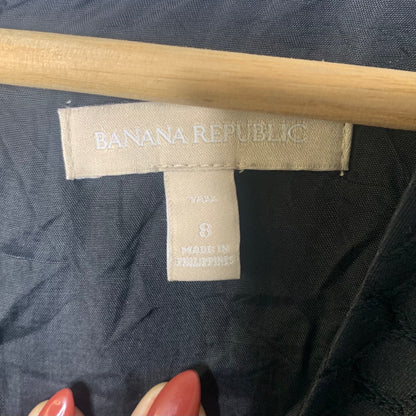 BANANA REPUBLIC
8
MADE IN
PHILIPPINES